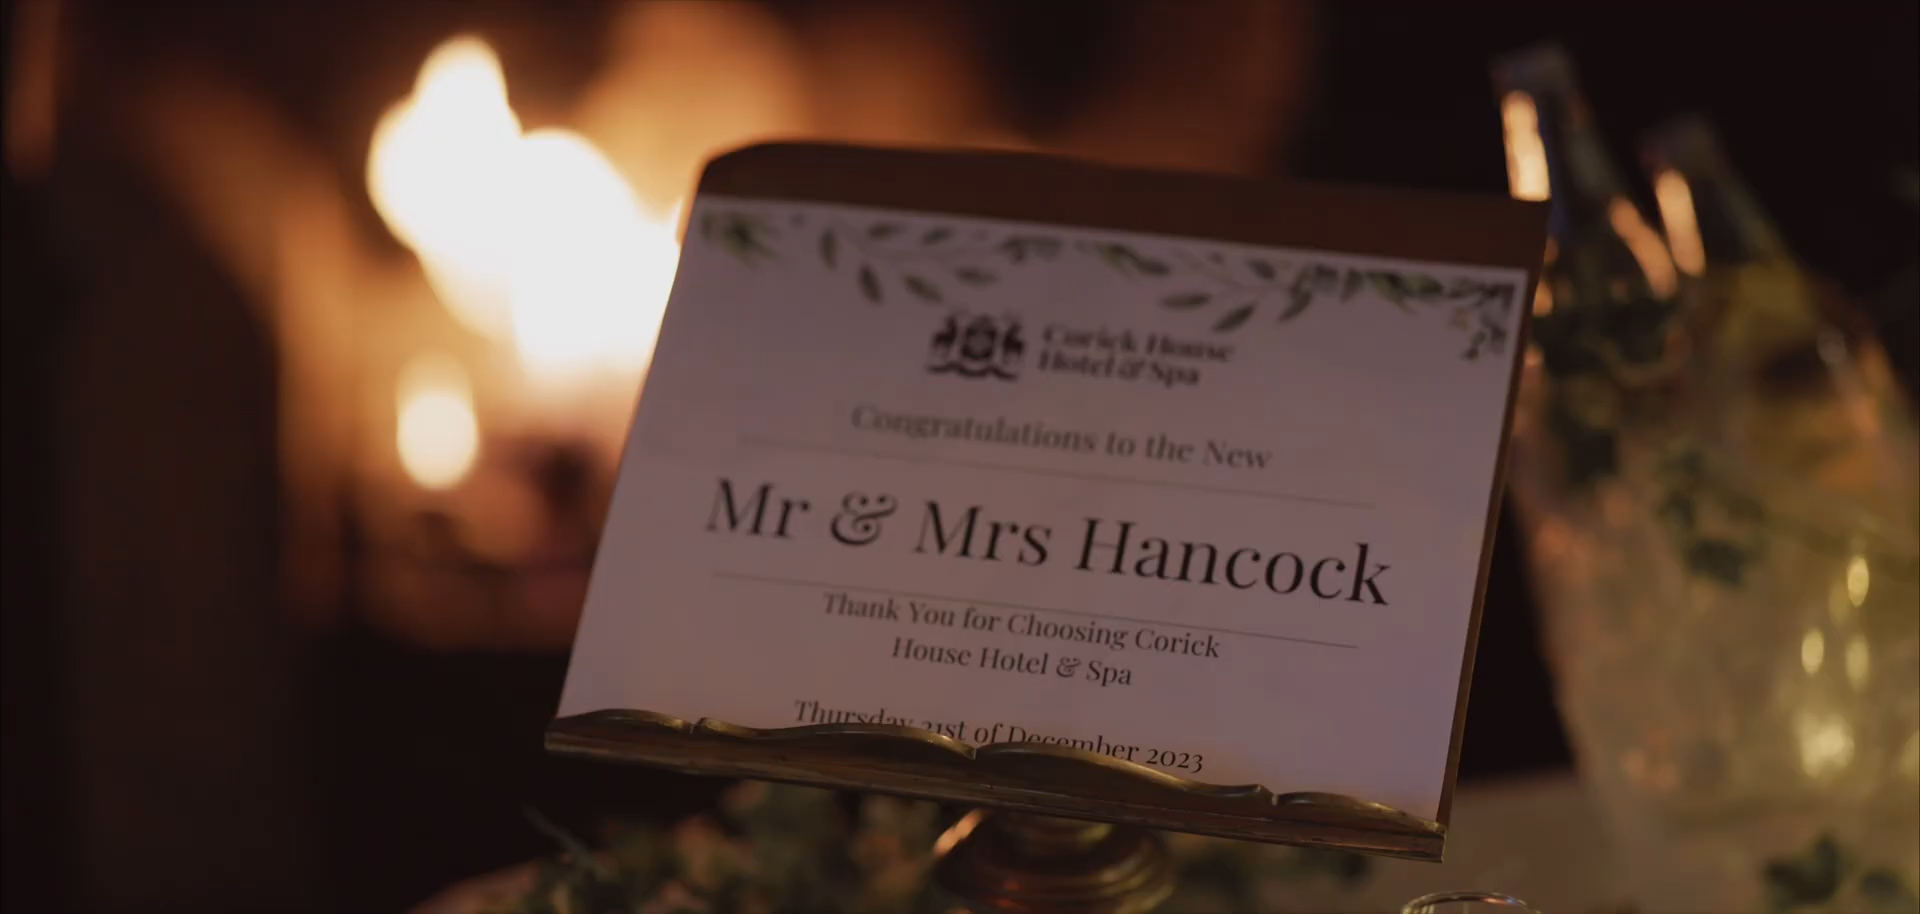 Corick House
Hotel & Spa
Congratulations to the New
Mr & Mrs Hancock
Thank You for Choosing Corick
House Hotel & Spa
Thursday 21st of December 2023